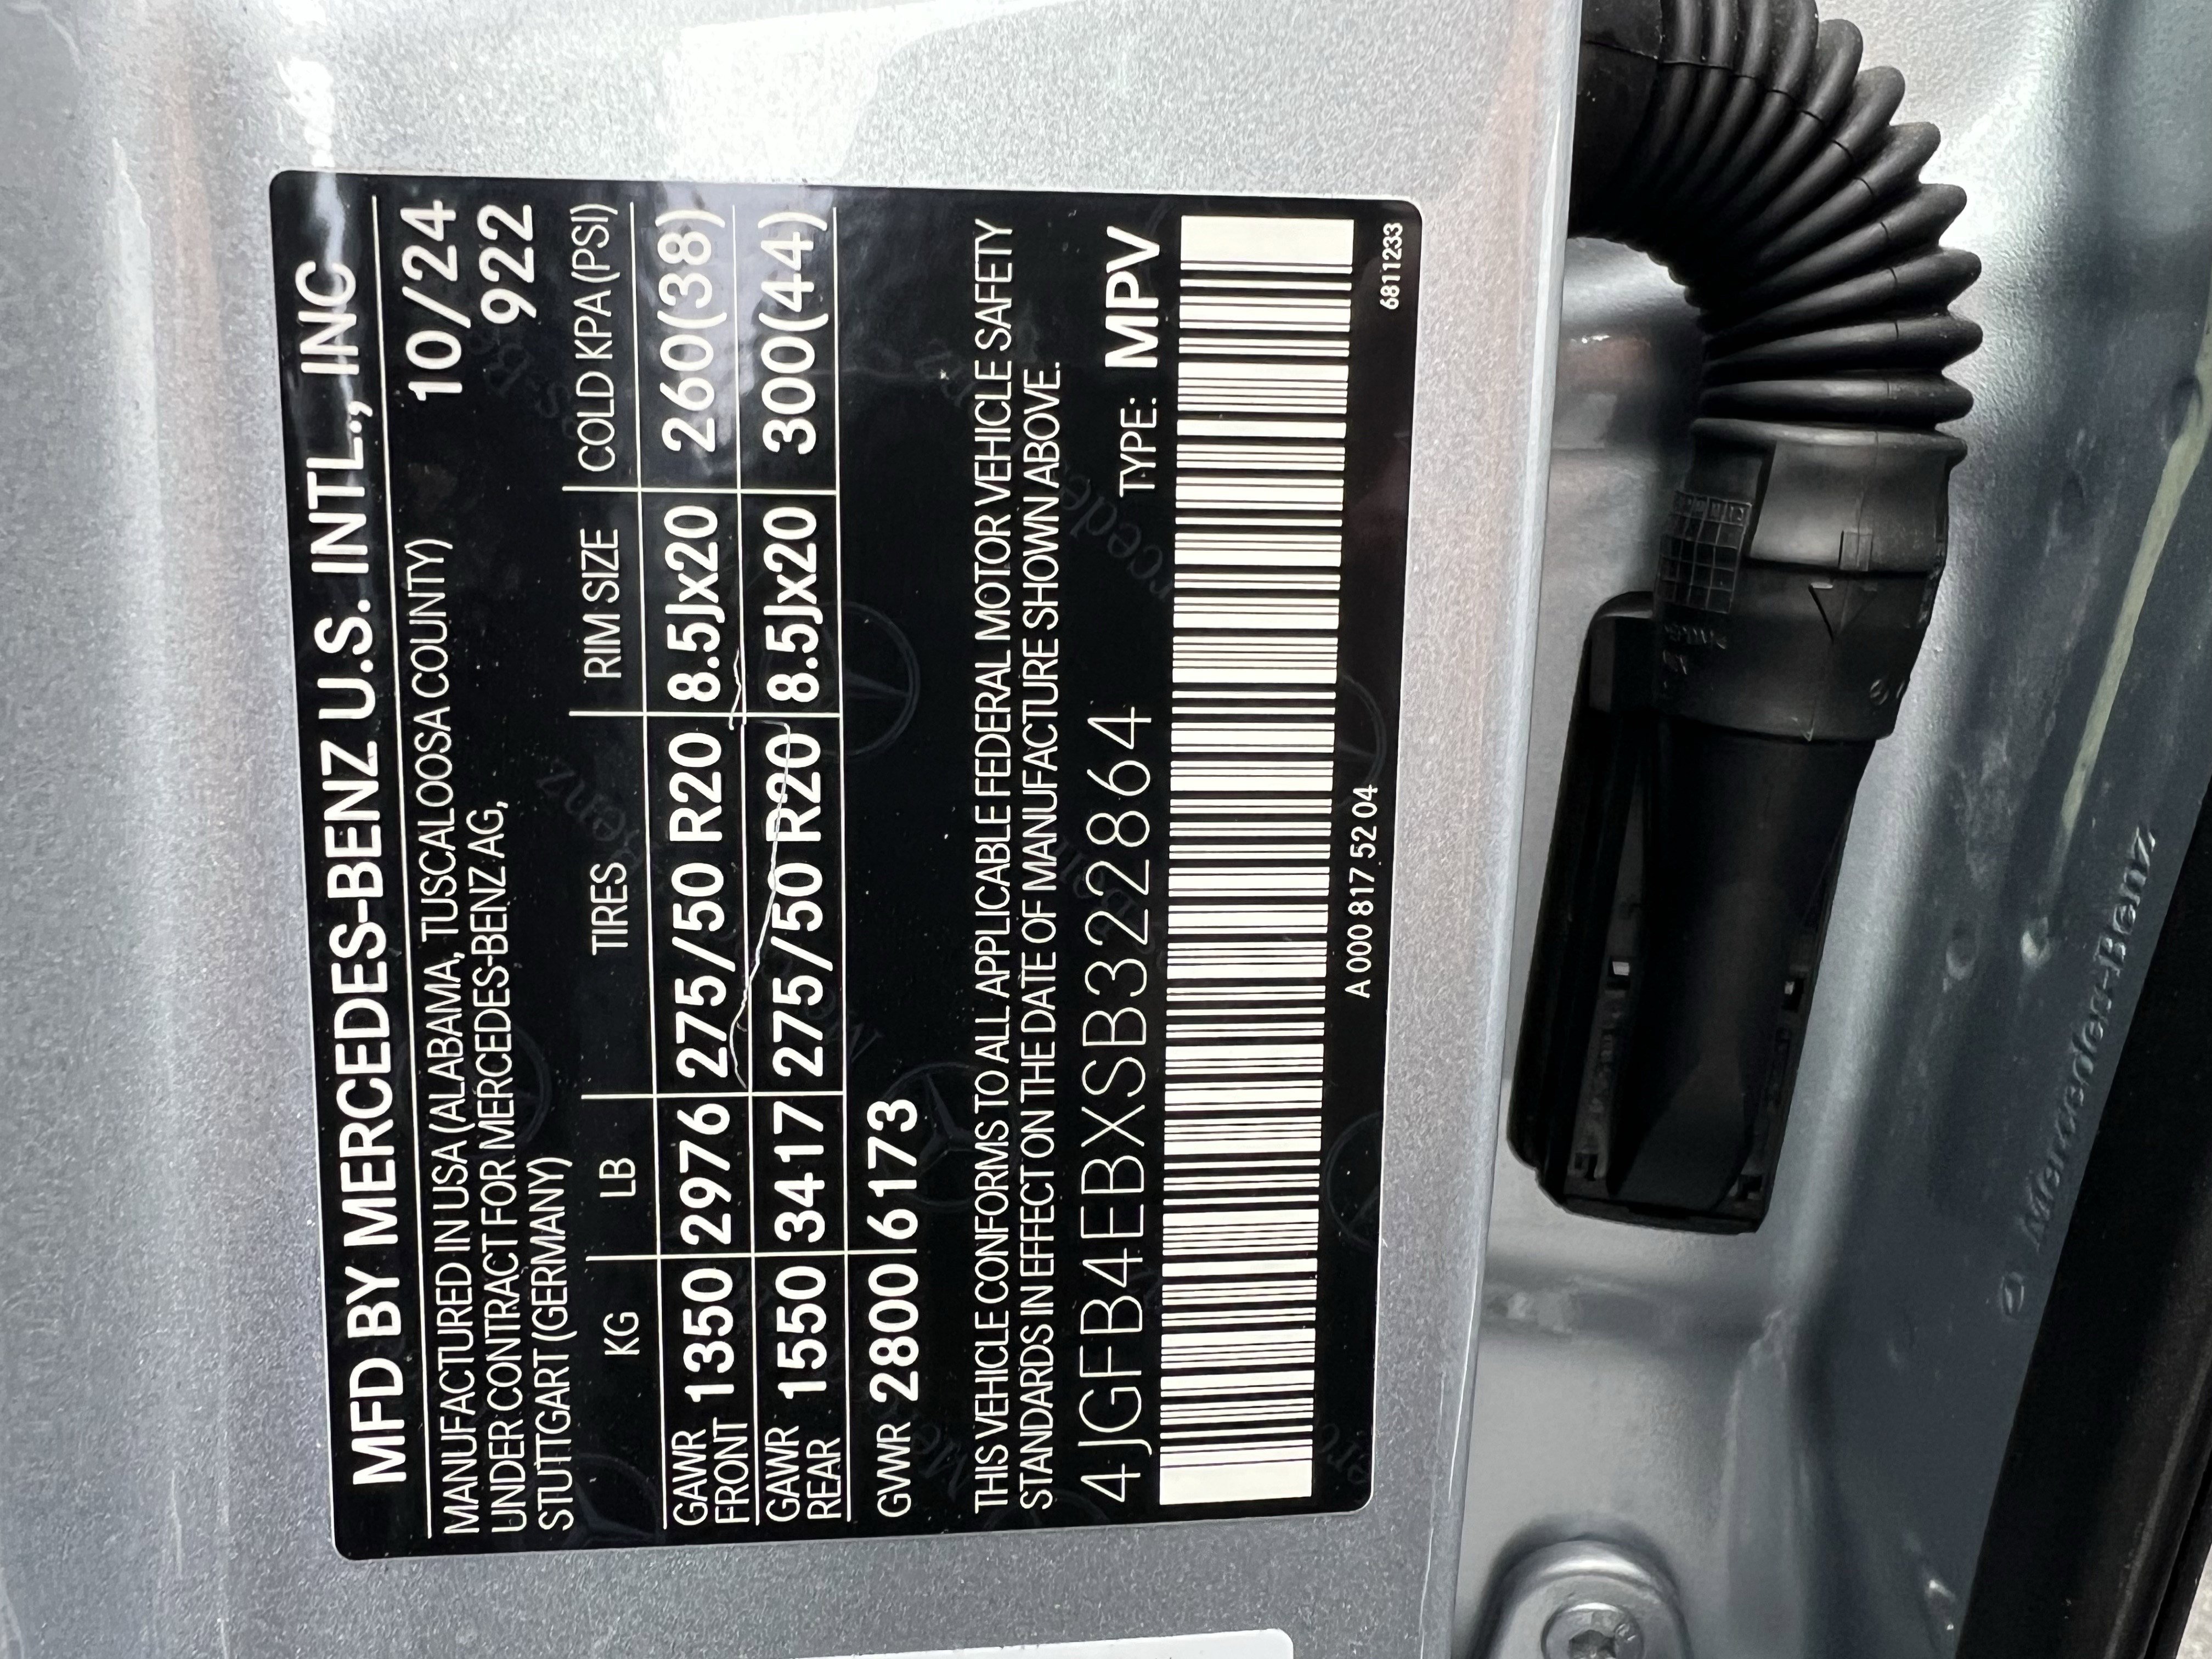 MFD BY MERCEDES-BENZ U.S. INTL., INC
MANUFACTURED IN USA (ALABAMA, TUSCALOOSA COUNTY) 10/24
UNDER CONTRACT FOR MERCEDES-BENZ AG, 922
STUTTGART (GERMANY)
KG LB TIRES RIM SIZE COLD KPA (PSI)
GAWR FRONT 1350 2976 275/50 R20 8.5Jx20 260(38)
GAWR REAR 1550 3417 275/50 R20 8.5Jx20 300(44)
GVWR 2800 6173
THIS VEHICLE CONFORMS TO ALL APPLICABLE FEDERAL MOTOR VEHICLE SAFETY
STANDARDS IN EFFECT ON THE DATE OF MANUFACTURE SHOWN ABOVE.
4JGFB4EBXSB322864 TYPE: MPV
A 000 817 52 04 6811233
Mercedes-Benz